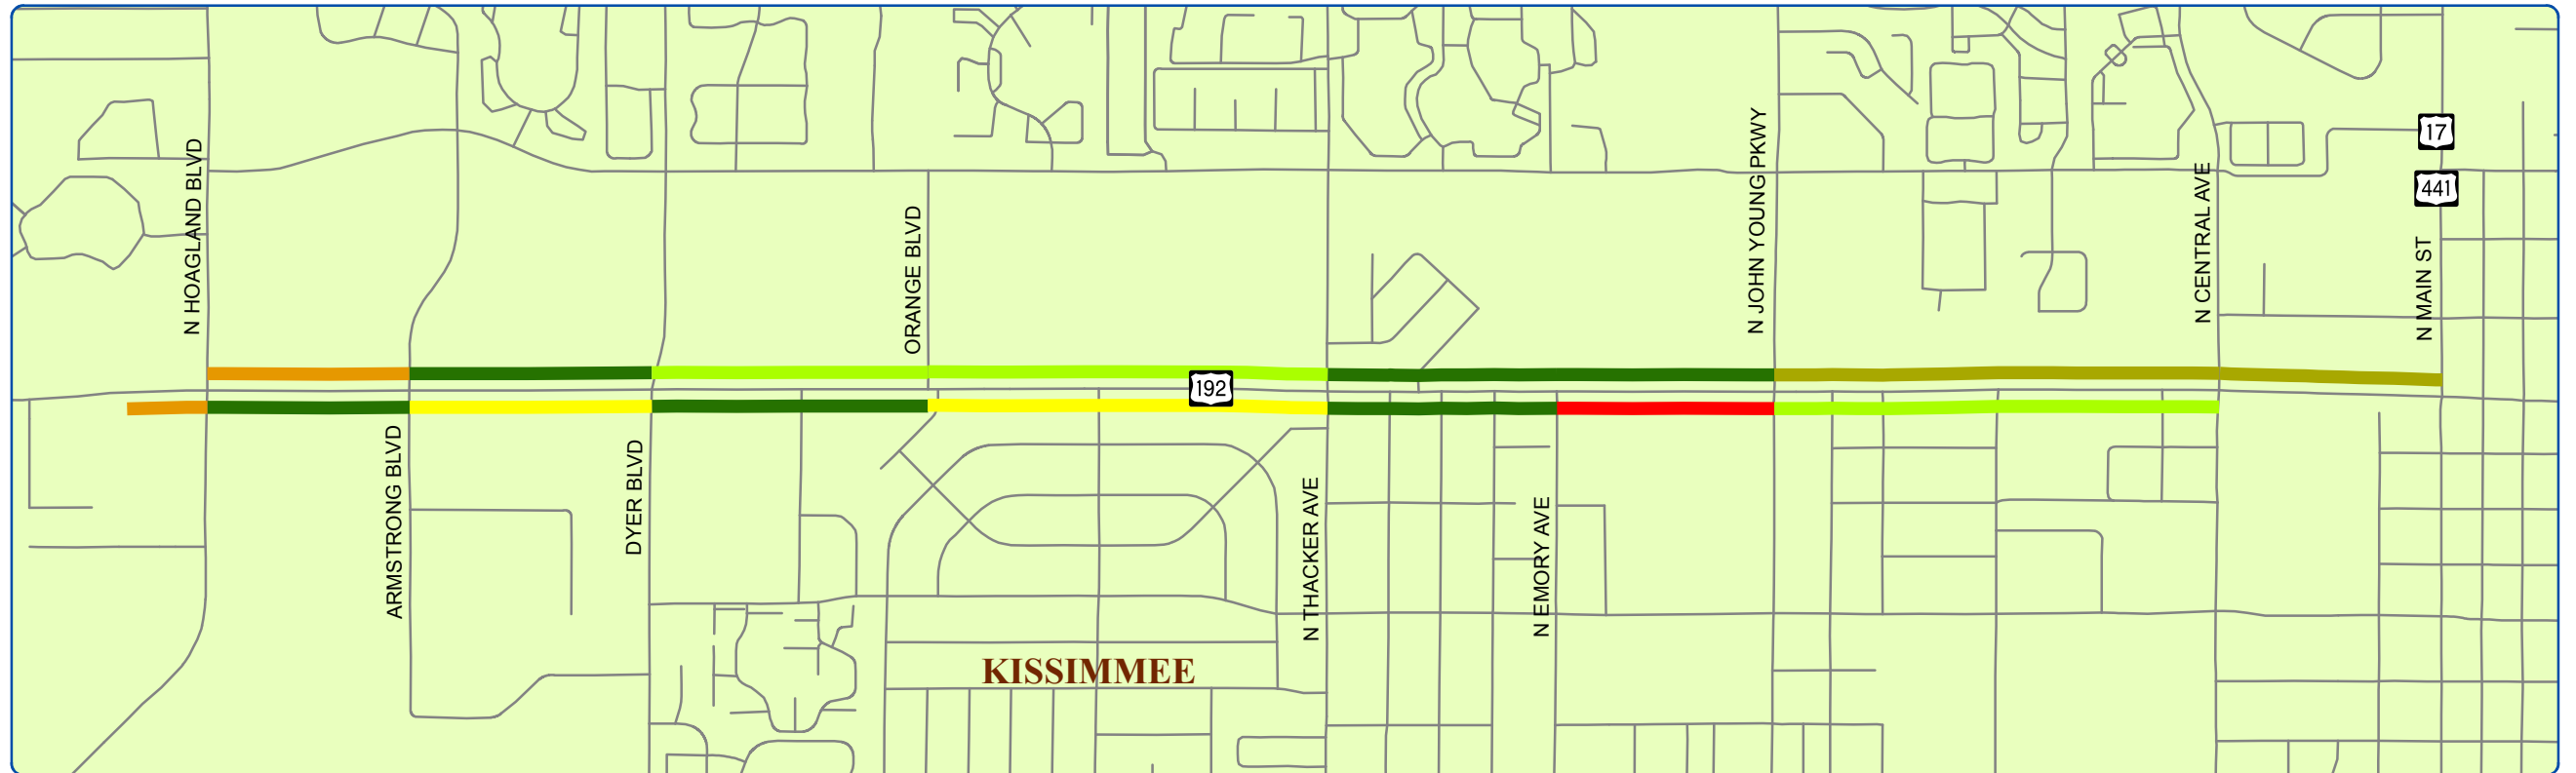 N HOAGLAND BLVD
ARMSTRONG BLVD
DYER BLVD
ORANGE BLVD
192
N THACKER AVE
N EMORY AVE
N JOHN YOUNG PKWY
N CENTRAL AVE
17
441
N MAIN ST
KISSIMMEE